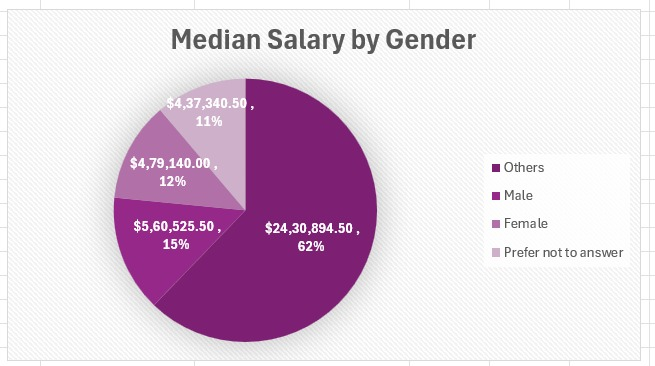 Median Salary by Gender
$4,37,340.50 ,
11%
$4,79,140.00 ,
12%
$5,60,525.50 ,
15%
$24,30,894.50 ,
62%
Others
Male
Female
Prefer not to answer